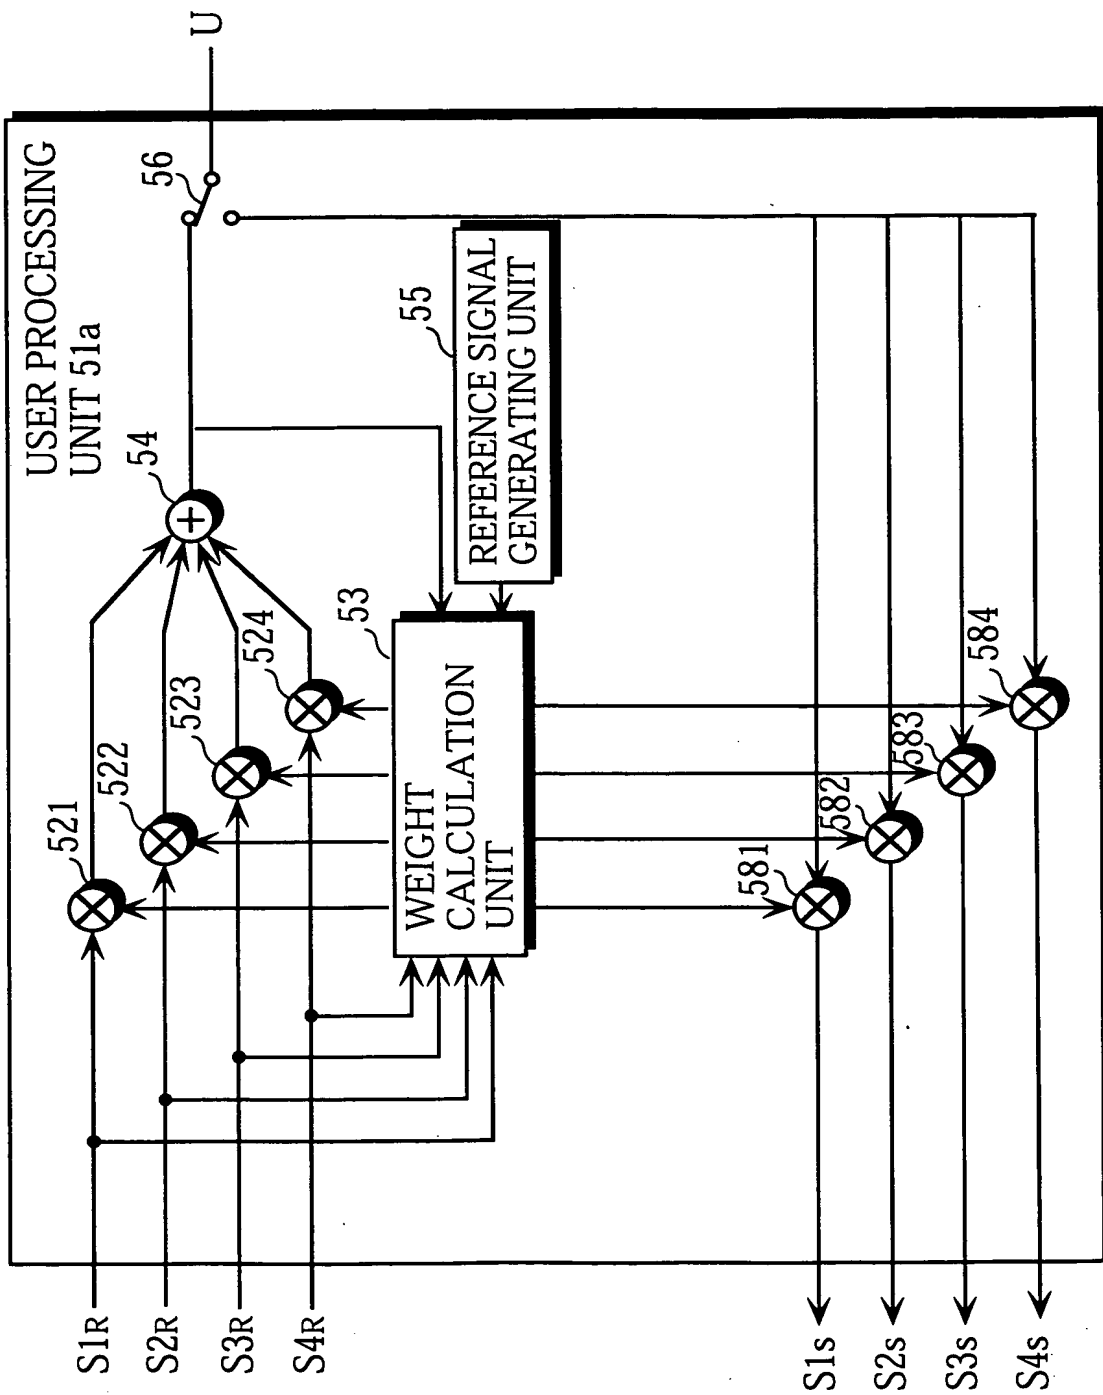 USER PROCESSING
UNIT 51a
U
56
54
55
REFERENCE SIGNAL
GENERATING UNIT
521
522
523
524
53
WEIGHT
CALCULATION
UNIT
581
582
583
584
S1R
S2R
S3R
S4R
S1s
S2s
S3s
S4s